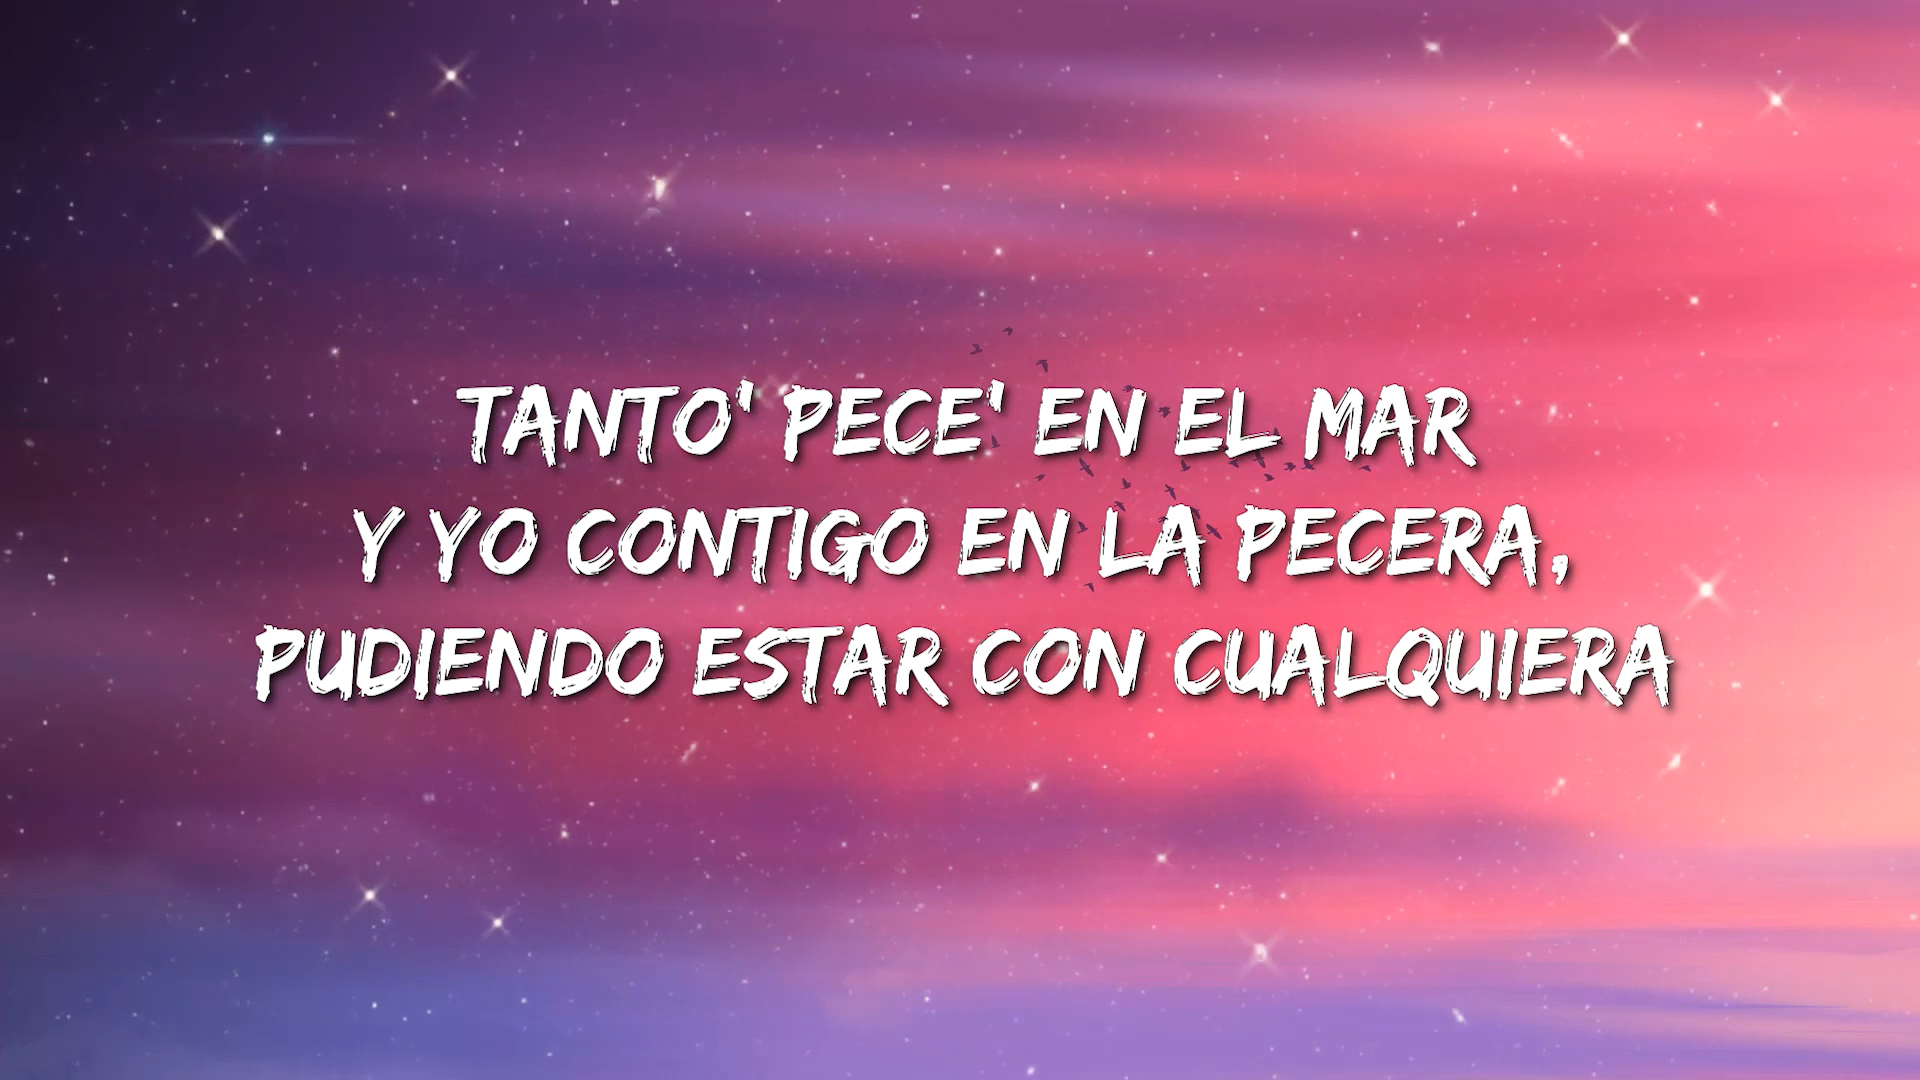 TANTO' PECE' EN EL MAR
Y YO CONTIGO EN LA PECERA,
PUDIENDO ESTAR CON CUALQUIERA